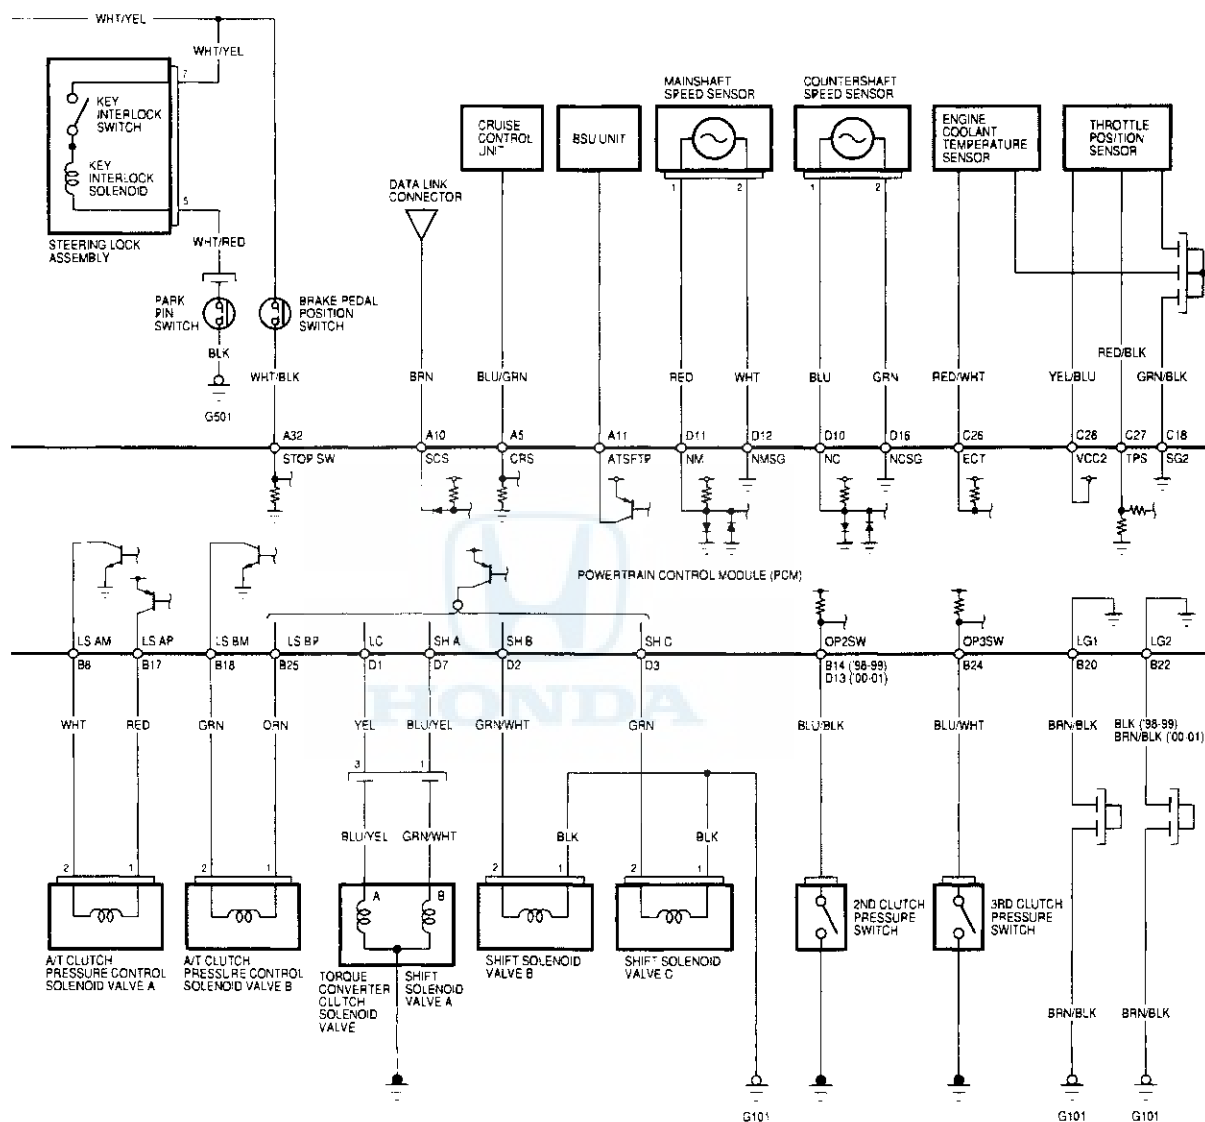 WHT/YEL
WHT/YEL
7
KEY
INTERLOCK
SWITCH
KEY
INTERLOCK
SOLENOID
5
STEERING LOCK
ASSEMBLY
WHT/RED
PARK
PIN
SWITCH
BLK
G501
BRAKE PEDAL
POSITION
SWITCH
WHT/BLK
DATA LINK
CONNECTOR
BRN
CRUISE
CONTROL
UNIT
BLU/GRN
BSU UNIT
MAINSHAFT
SPEED SENSOR
1 2
RED WHT
COUNTERSHAFT
SPEED SENSOR
1 2
BLU GRN
ENGINE
COOLANT
TEMPERATURE
SENSOR
RED/WHT
THROTTLE
POSITION
SENSOR
RED/BLK
YEL/BLU GRN/BLK
A32 A10 A5 A11 D11 D12 D10 D16 C26 C28 C27 C18
STOP SW SCS CRS ATSFTP NM NMSG NC NCSG ECT VCC2 TPS SG2
POWERTRAIN CONTROL MODULE (PCM)
LS AM LS AP LS BM LS BP LC SH A SH B SH C OP2SW OP3SW LG1 LG2
B8 B17 B18 B25 D1 D7 D2 D3 B14 ('98-99) B24 B20 B22
D13 ('00-01)
HONDA
WHT RED GRN ORN YEL BLU/YEL GRN/WHT GRN BLU/BLK BLU/WHT BRN/BLK BLK ('98-99)
BRN/BLK ('00-01)
3 1
BLU/YEL GRN/WHT BLK BLK
2 1 2 1 2 1 2 1
A B
A/T CLUTCH
PRESSURE CONTROL
SOLENOID VALVE A
A/T CLUTCH
PRESSURE CONTROL
SOLENOID VALVE B
TORQUE
CONVERTER
CLUTCH
SOLENOID
VALVE
SHIFT
SOLENOID
VALVE A
SHIFT SOLENOID
VALVE B
SHIFT SOLENOID
VALVE C
2ND CLUTCH
PRESSURE
SWITCH
3RD CLUTCH
PRESSURE
SWITCH
BRN/BLK BRN/BLK
G101 G101 G101